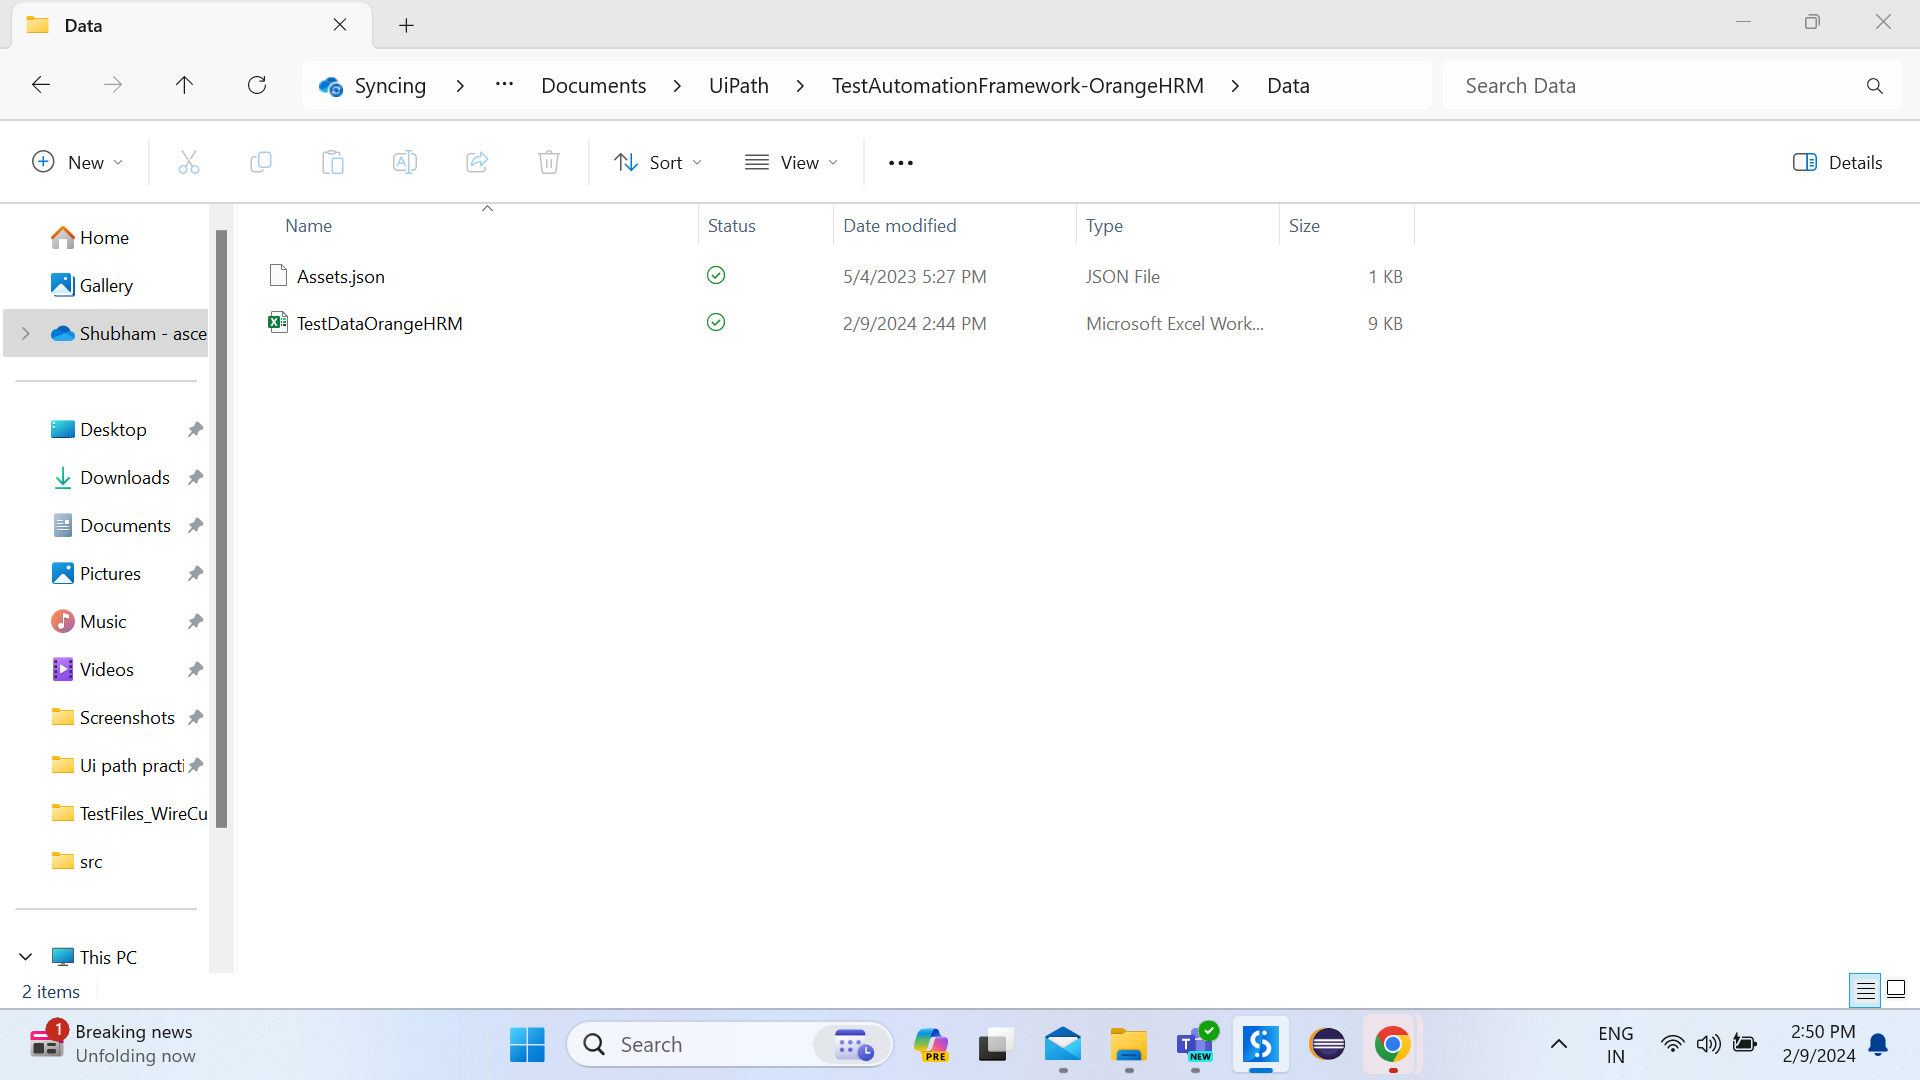 Data
Syncing > ... Documents > UiPath > TestAutomationFramework-OrangeHRM > Data
Search Data
New
Sort
View
Details
Name Status Date modified Type Size
Assets.json 5/4/2023 5:27 PM JSON File 1 KB
TestDataOrangeHRM 2/9/2024 2:44 PM Microsoft Excel Work... 9 KB
Home
Gallery
Shubham - asce
Desktop
Downloads
Documents
Pictures
Music
Videos
Screenshots
Ui path practi
TestFiles_WireCu
src
This PC
2 items
1
Breaking news
Unfolding now
Search
PRE
T
NEW
ENG
IN
2:50 PM
2/9/2024